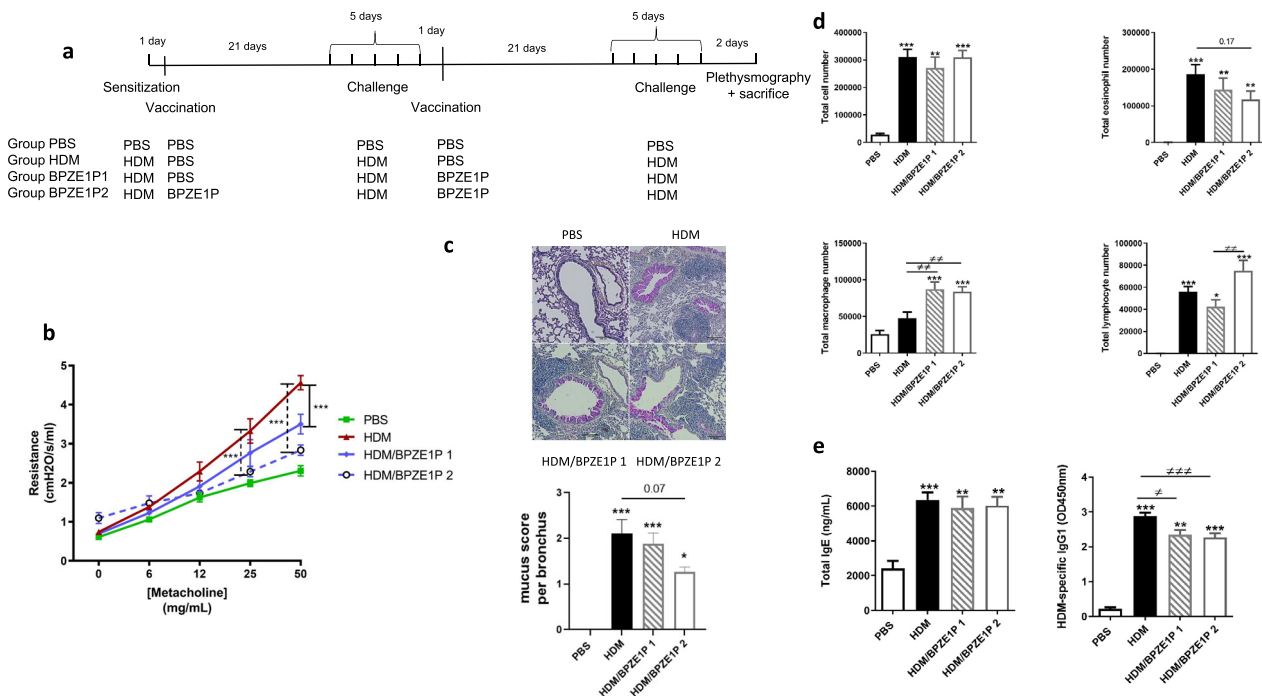 a
5 days
5 days
1 day
1 day
21 days
21 days
2 days
Sensitization
Challenge
Challenge
Plethysmography
+ sacrifice
Vaccination
Vaccination
Group PBS PBS PBS PBS PBS PBS
Group HDM HDM PBS HDM PBS HDM
Group BPZE1P1 HDM PBS HDM BPZE1P HDM
Group BPZE1P2 HDM BPZE1P HDM BPZE1P HDM
b
Resistance
(cmH2O/s/ml)
5
4
3
2
1
0
0 6 12 25 50
[Metacholine]
(mg/mL)
***
***
***
PBS
HDM
HDM/BPZE1P 1
HDM/BPZE1P 2
c
PBS HDM
HDM/BPZE1P 1 HDM/BPZE1P 2
mucus score
per bronchus
3
2
1
0
0.07
***
***
*
PBS
HDM
HDM/BPZE1P 1
HDM/BPZE1P 2
d
Total cell number
400000
300000
200000
100000
0
***
**
***
PBS
HDM
HDM/BPZE1P 1
HDM/BPZE1P 2
Total eosinophil number
300000
200000
100000
0
0.17
***
**
**
PBS
HDM
HDM/BPZE1P 1
HDM/BPZE1P 2
Total macrophage number
150000
100000
50000
0
≠≠
≠≠
***
***
PBS
HDM
HDM/BPZE1P 1
HDM/BPZE1P 2
Totel lymphocyte number
100000
80000
60000
40000
20000
0
≠≠
***
*
***
PBS
HDM
HDM/BPZE1P 1
HDM/BPZE1P 2
e
Total IgE (ng/mL)
8000
6000
4000
2000
0
***
**
**
PBS
HDM
HDM/BPZE1P 1
HDM/BPZE1P 2
HDM-specific IgG1 (OD450nm)
4
3
2
1
0
≠≠≠
≠
***
**
***
PBS
HDM
HDM/BPZE1P 1
HDM/BPZE1P 2